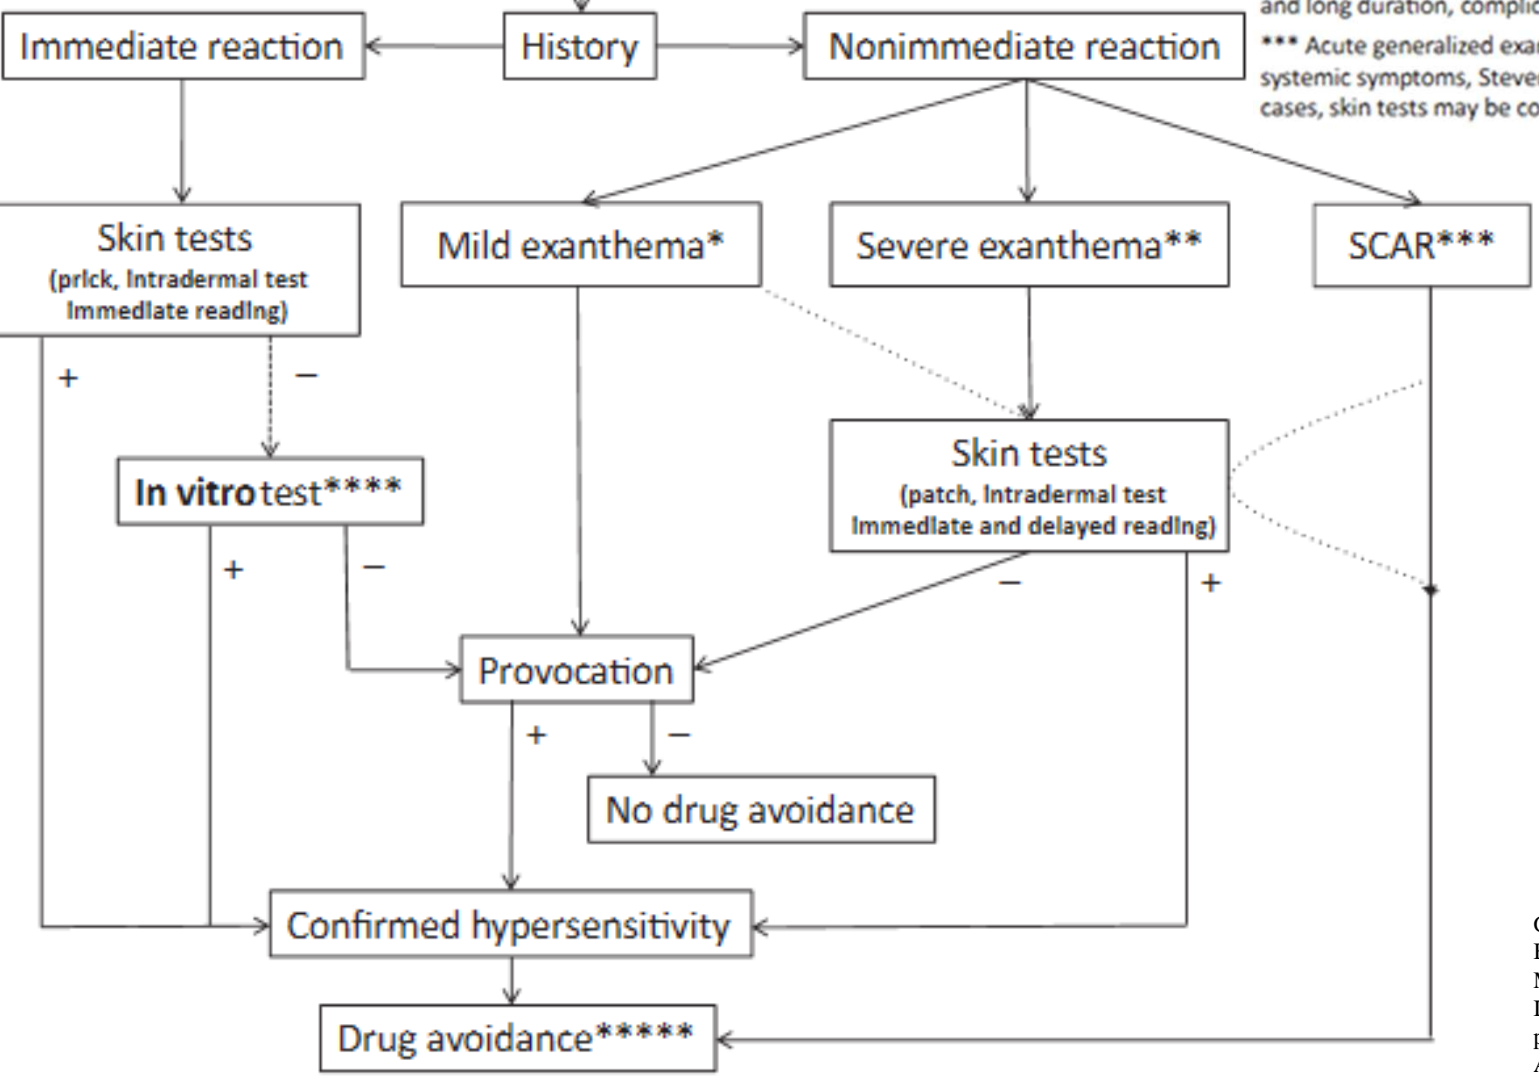 and long duration, complic
*** Acute generalized exan
systemic symptoms, Steven
cases, skin tests may be co
Immediate reaction
History
Nonimmediate reaction
Skin tests
(prIck, Intradermal test
ImmedIate readIng)
Mild exanthema*
Severe exanthema**
SCAR***
+
–
In vitro test****
Skin tests
(patch, Intradermal test
ImmedIate and delayed readIng)
+
–
–
+
Provocation
+
–
No drug avoidance
Confirmed hypersensitivity
Drug avoidance*****